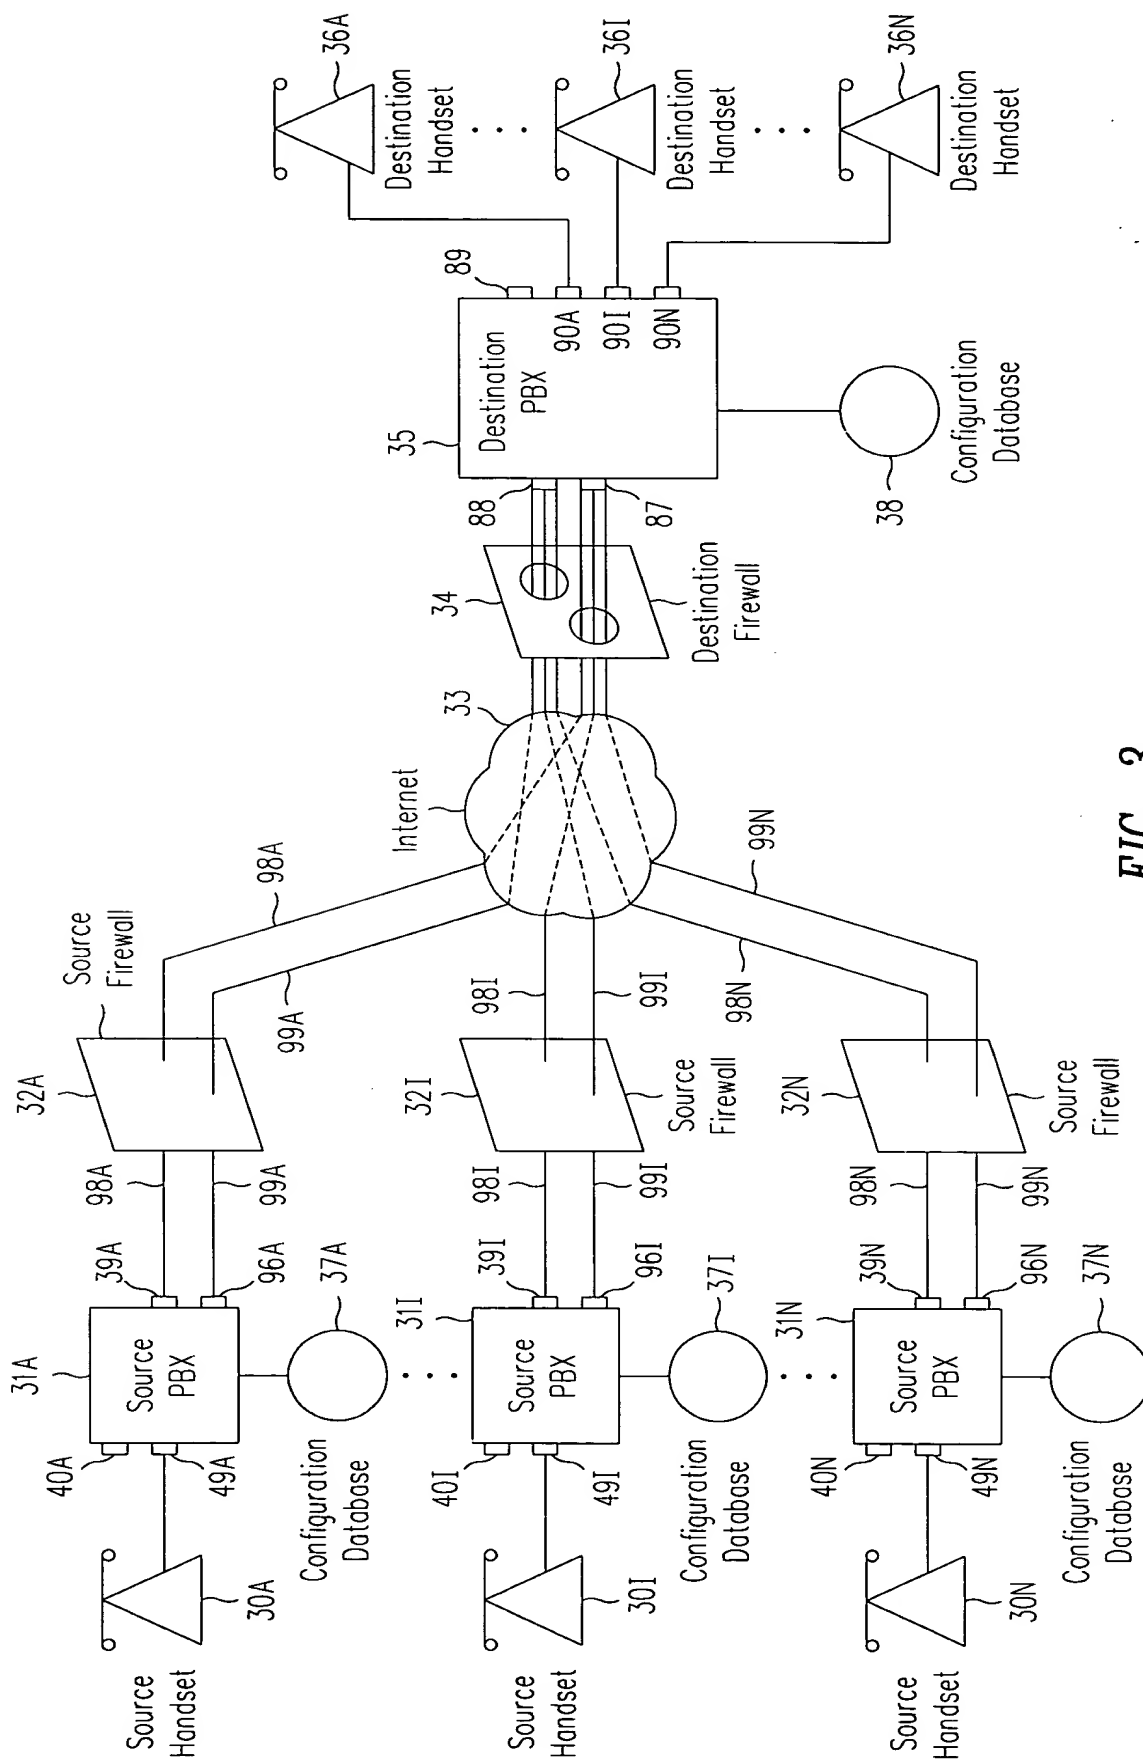 Source
Handset
30A
40A
49A
31A
Source
PBX
39A
96A
37A
Configuration
Database
98A
99A
32A
Source
Firewall
98A
99A
Source
Handset
30I
40I
49I
31I
Source
PBX
39I
96I
37I
Configuration
Database
98I
99I
32I
Source
Firewall
98I
99I
Source
Handset
30N
40N
49N
31N
Source
PBX
39N
96N
37N
Configuration
Database
98N
99N
32N
Source
Firewall
98N
99N
Internet
33
34
Destination
Firewall
88
87
35
Destination
PBX
89
90A
90I
90N
38
Configuration
Database
36A
Destination
Handset
36I
Destination
Handset
36N
Destination
Handset